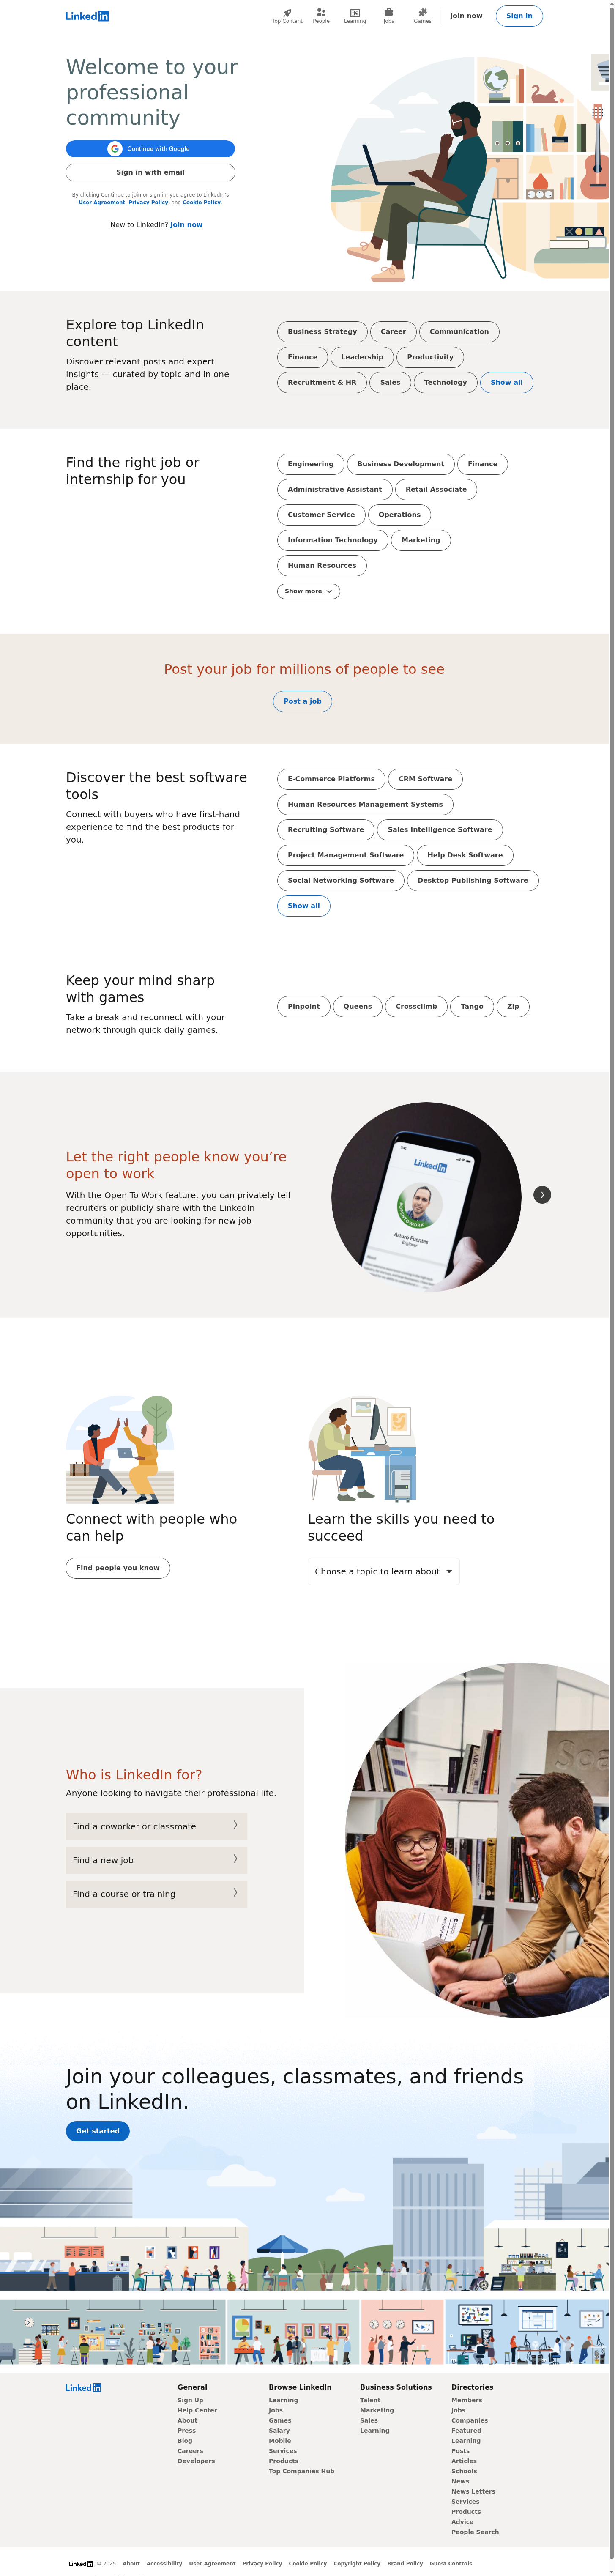 LinkedIn
Top Content
People
Learning
Jobs
Games
Join now
Sign in
Welcome to your
professional
community
Continue with Google
Sign in with email
By clicking Continue to join or sign in, you agree to LinkedIn's
User Agreement, Privacy Policy, and Cookie Policy.
New to LinkedIn? Join now
Explore top LinkedIn
content
Discover relevant posts and expert
insights — curated by topic and in one
place.
Business Strategy
Career
Communication
Finance
Leadership
Productivity
Recruitment & HR
Sales
Technology
Show all
Find the right job or
internship for you
Engineering
Business Development
Finance
Administrative Assistant
Retail Associate
Customer Service
Operations
Information Technology
Marketing
Human Resources
Show more
Post your job for millions of people to see
Post a job
Discover the best software
tools
Connect with buyers who have first-hand
experience to find the best products for
you.
E-Commerce Platforms
CRM Software
Human Resources Management Systems
Recruiting Software
Sales Intelligence Software
Project Management Software
Help Desk Software
Social Networking Software
Desktop Publishing Software
Show all
Keep your mind sharp
with games
Take a break and reconnect with your
network through quick daily games.
Pinpoint
Queens
Crossclimb
Tango
Zip
Let the right people know you're
open to work
With the Open To Work feature, you can privately tell
recruiters or publicly share with the LinkedIn
community that you are looking for new job
opportunities.
LinkedIn
#OPENTOWORK
Arturo Fuentes
Engineer
Connect with people who
can help
Find people you know
Learn the skills you need to
succeed
Choose a topic to learn about
Who is LinkedIn for?
Anyone looking to navigate their professional life.
Find a coworker or classmate
Find a new job
Find a course or training
Join your colleagues, classmates, and friends
on LinkedIn.
Get started
LinkedIn
General
Sign Up
Help Center
About
Press
Blog
Careers
Developers
Browse LinkedIn
Learning
Jobs
Games
Salary
Mobile
Services
Products
Top Companies Hub
Business Solutions
Talent
Marketing
Sales
Learning
Directories
Members
Jobs
Companies
Featured
Learning
Posts
Articles
Schools
News
News Letters
Services
Products
Advice
People Search
LinkedIn © 2025 About Accessibility User Agreement Privacy Policy Cookie Policy Copyright Policy Brand Policy Guest Controls